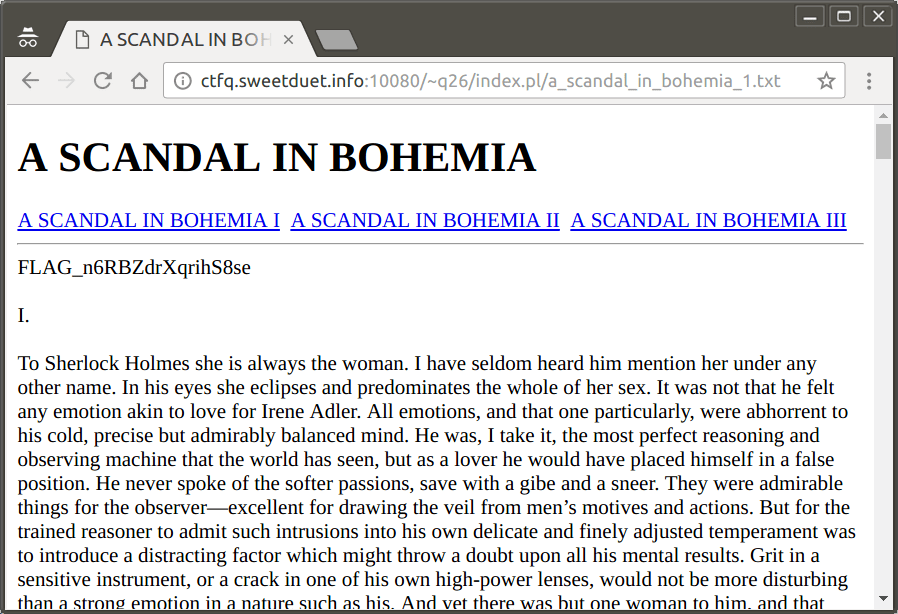 A SCANDAL IN BOH
ctfq.sweetduet.info:10080/~q26/index.pl/a_scandal_in_bohemia_1.txt
A SCANDAL IN BOHEMIA
A SCANDAL IN BOHEMIA I A SCANDAL IN BOHEMIA II A SCANDAL IN BOHEMIA III
FLAG_n6RBZdrXqrihS8se
I.
To Sherlock Holmes she is always the woman. I have seldom heard him mention her under any
other name. In his eyes she eclipses and predominates the whole of her sex. It was not that he felt
any emotion akin to love for Irene Adler. All emotions, and that one particularly, were abhorrent to
his cold, precise but admirably balanced mind. He was, I take it, the most perfect reasoning and
observing machine that the world has seen, but as a lover he would have placed himself in a false
position. He never spoke of the softer passions, save with a gibe and a sneer. They were admirable
things for the observer—excellent for drawing the veil from men’s motives and actions. But for the
trained reasoner to admit such intrusions into his own delicate and finely adjusted temperament was
to introduce a distracting factor which might throw a doubt upon all his mental results. Grit in a
sensitive instrument, or a crack in one of his own high-power lenses, would not be more disturbing
than a strong emotion in a nature such as his. And yet there was but one woman to him, and that